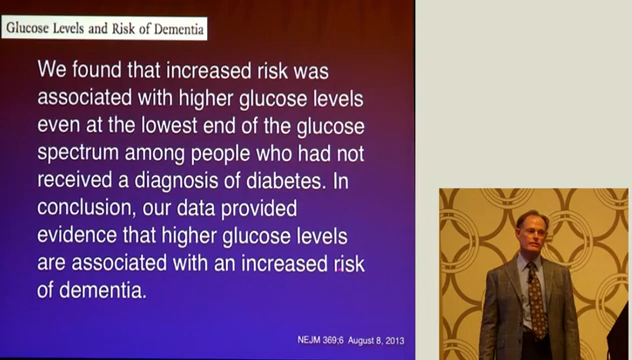 Glucose Levels and Risk of Dementia
We found that increased risk was
associated with higher glucose levels
even at the lowest end of the glucose
spectrum among people who had not
received a diagnosis of diabetes. In
conclusion, our data provided
evidence that higher glucose levels
are associated with an increased risk
of dementia.
NEJM 369;6 August 8, 2013